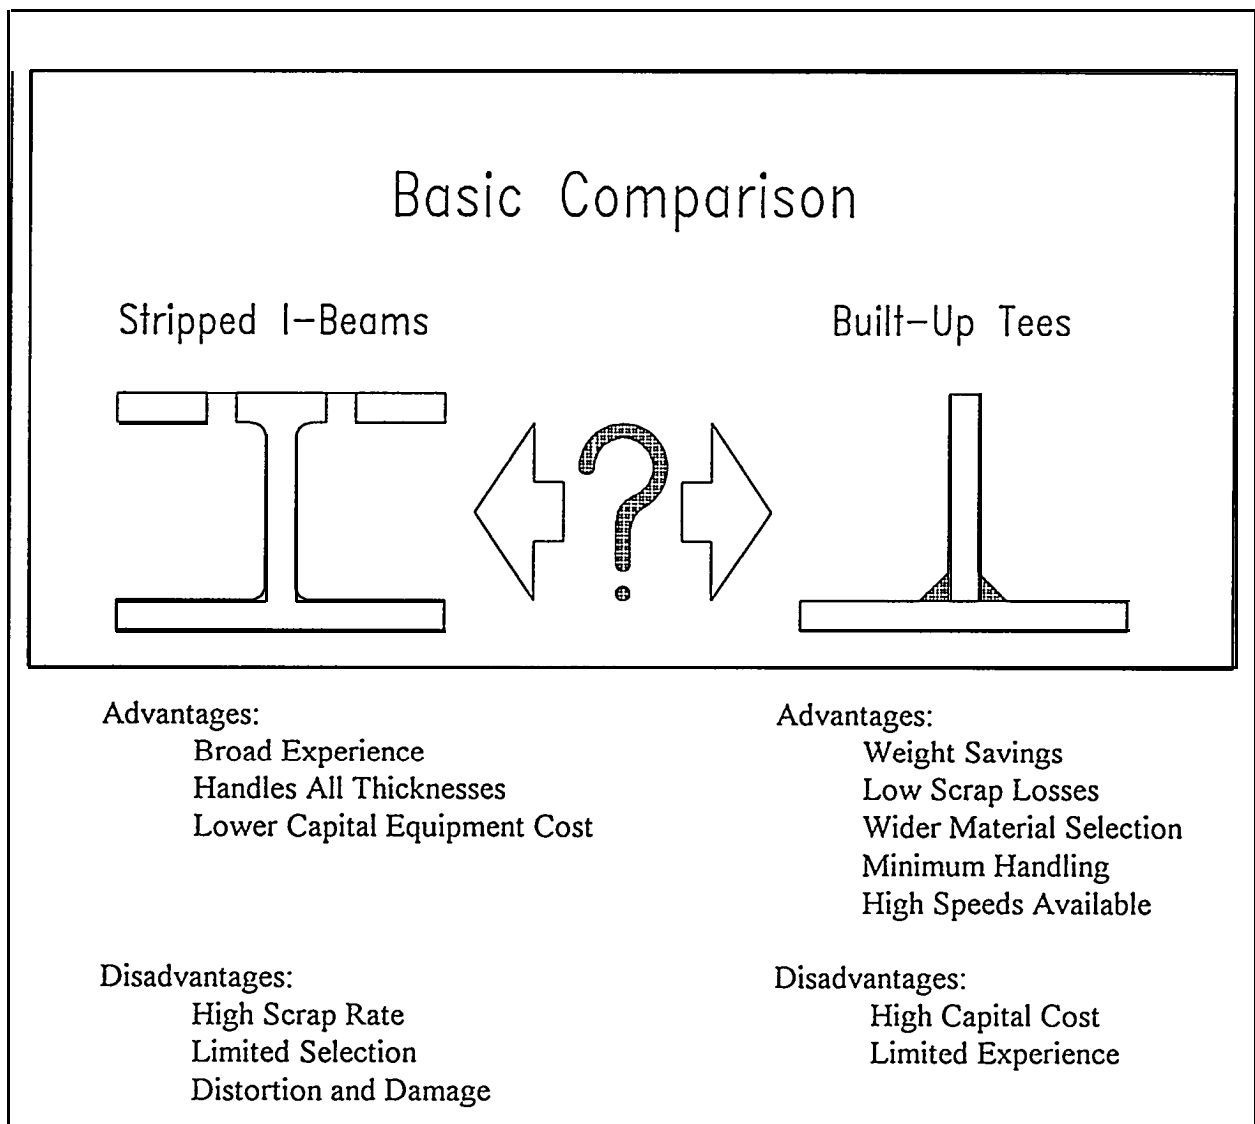 Basic Comparison
Stripped I-Beams
Built-Up Tees
?
Advantages:
Broad Experience
Handles All Thicknesses
Lower Capital Equipment Cost
Disadvantages:
High Scrap Rate
Limited Selection
Distortion and Damage
Advantages:
Weight Savings
Low Scrap Losses
Wider Material Selection
Minimum Handling
High Speeds Available
Disadvantages:
High Capital Cost
Limited Experience